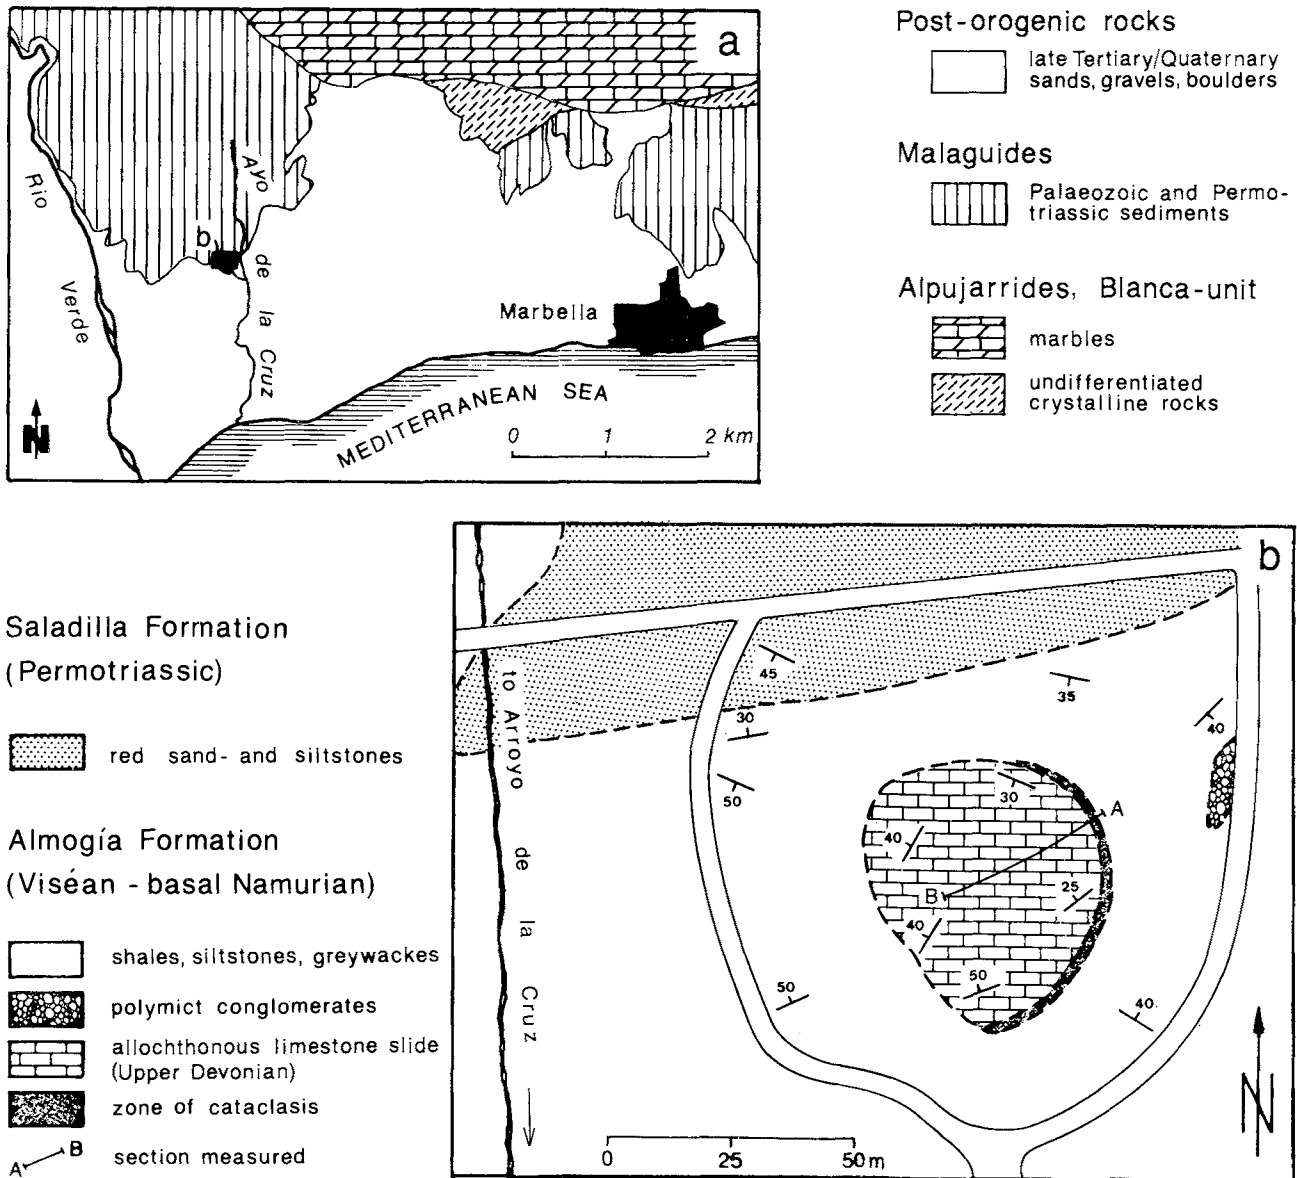 a
Rio
Verde
Ayo
de la Cruz
b
Marbella
MEDITERRANEAN SEA
N
0 1 2 km
Post-orogenic rocks
late Tertiary/Quaternary
sands, gravels, boulders
Malaguides
Palaeozoic and Permo-
triassic sediments
Alpujarrides, Blanca-unit
marbles
undifferentiated
crystalline rocks
Saladilla Formation
(Permotriassic)
red sand- and siltstones
Almogía Formation
(Viséan - basal Namurian)
shales, siltstones, greywackes
polymict conglomerates
allochthonous limestone slide
(Upper Devonian)
zone of cataclasis
A B section measured
b
to Arroyo de la Cruz
45
35
30
40
50
30
A
40
25
B
40
50
50
40
N
0 25 50 m